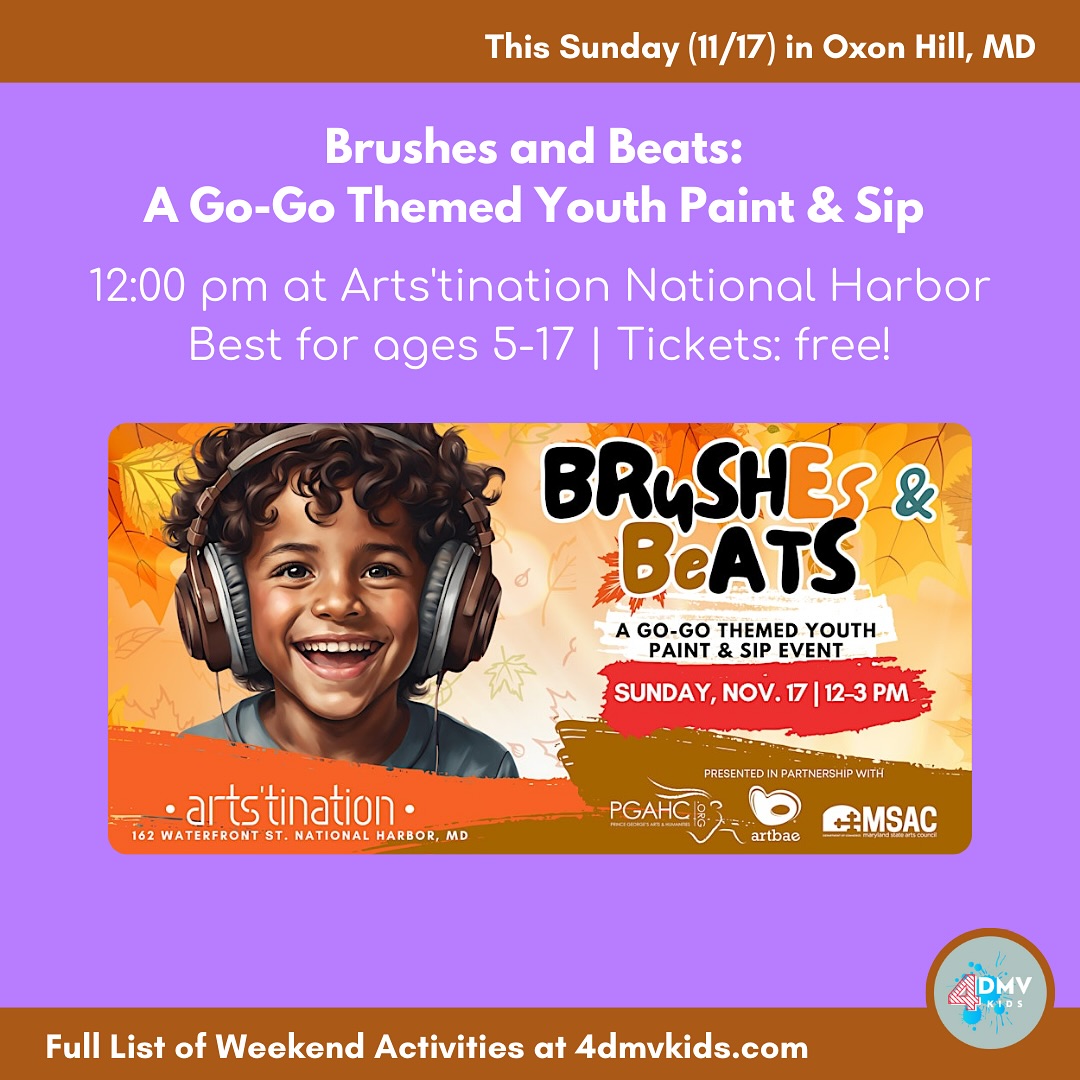 This Sunday (11/17) in Oxon Hill, MD
Brushes and Beats:
A Go-Go Themed Youth Paint & Sip
12:00 pm at Arts'tination National Harbor
Best for ages 5-17 | Tickets: free!
BRuSHEs &
BeATS
A GO-GO THEMED YOUTH
PAINT & SIP EVENT
SUNDAY, NOV. 17 | 12-3 PM
PRESENTED IN PARTNERSHIP WITH
• arts'tination •
162 WATERFRONT ST. NATIONAL HARBOR, MD
PGAHC .ORG
PRINCE GEORGE'S ARTS & HUMANITIES
artbae
MSAC
maryland state arts council
4DMV
KIDS
Full List of Weekend Activities at 4dmvkids.com